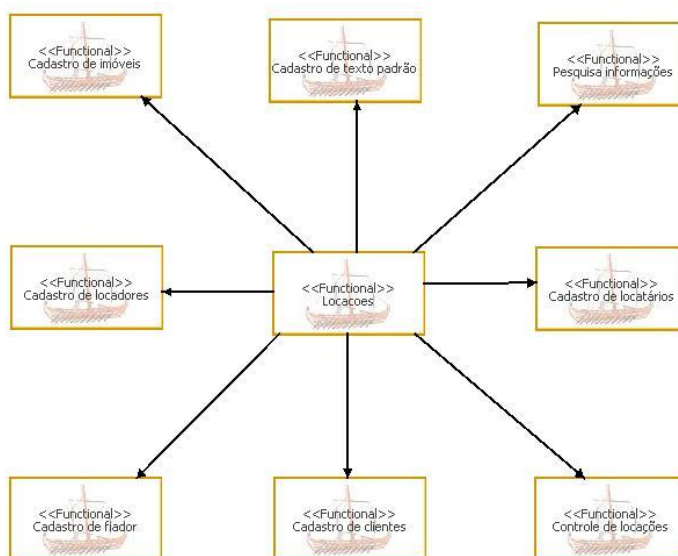 <<Functional>>
Cadastro de imóveis
<<Functional>>
Cadastro de texto padrão
<<Functional>>
Pesquisa informações
<<Functional>>
Cadastro de locadores
<<Functional>>
Locacoes
<<Functional>>
Cadastro de locatários
<<Functional>>
Cadastro de fiador
<<Functional>>
Cadastro de clientes
<<Functional>>
Controle de locações